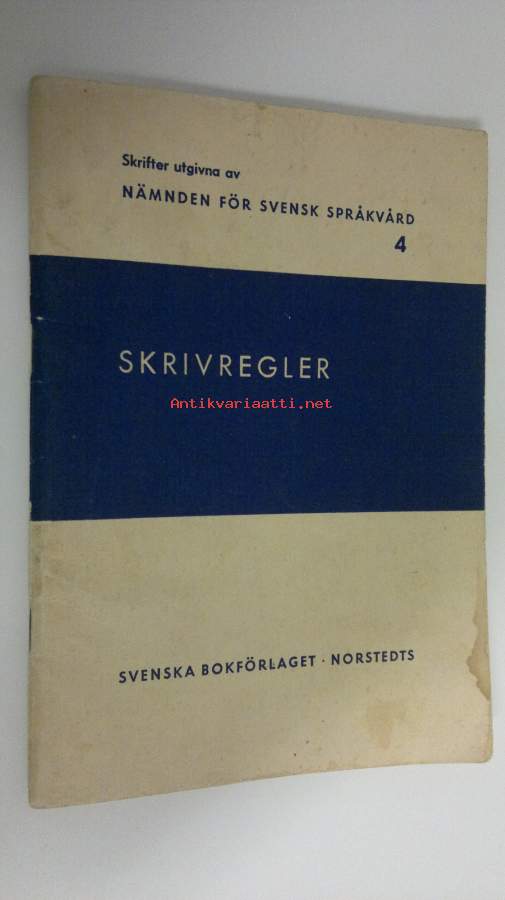 Skrifter utgivna av
NÄMNDEN FÖR SVENSK SPRÅKVÅRD
4
SKRIVREGLER
Antikvariaatti.net
SVENSKA BOKFÖRLAGET · NORSTEDTS